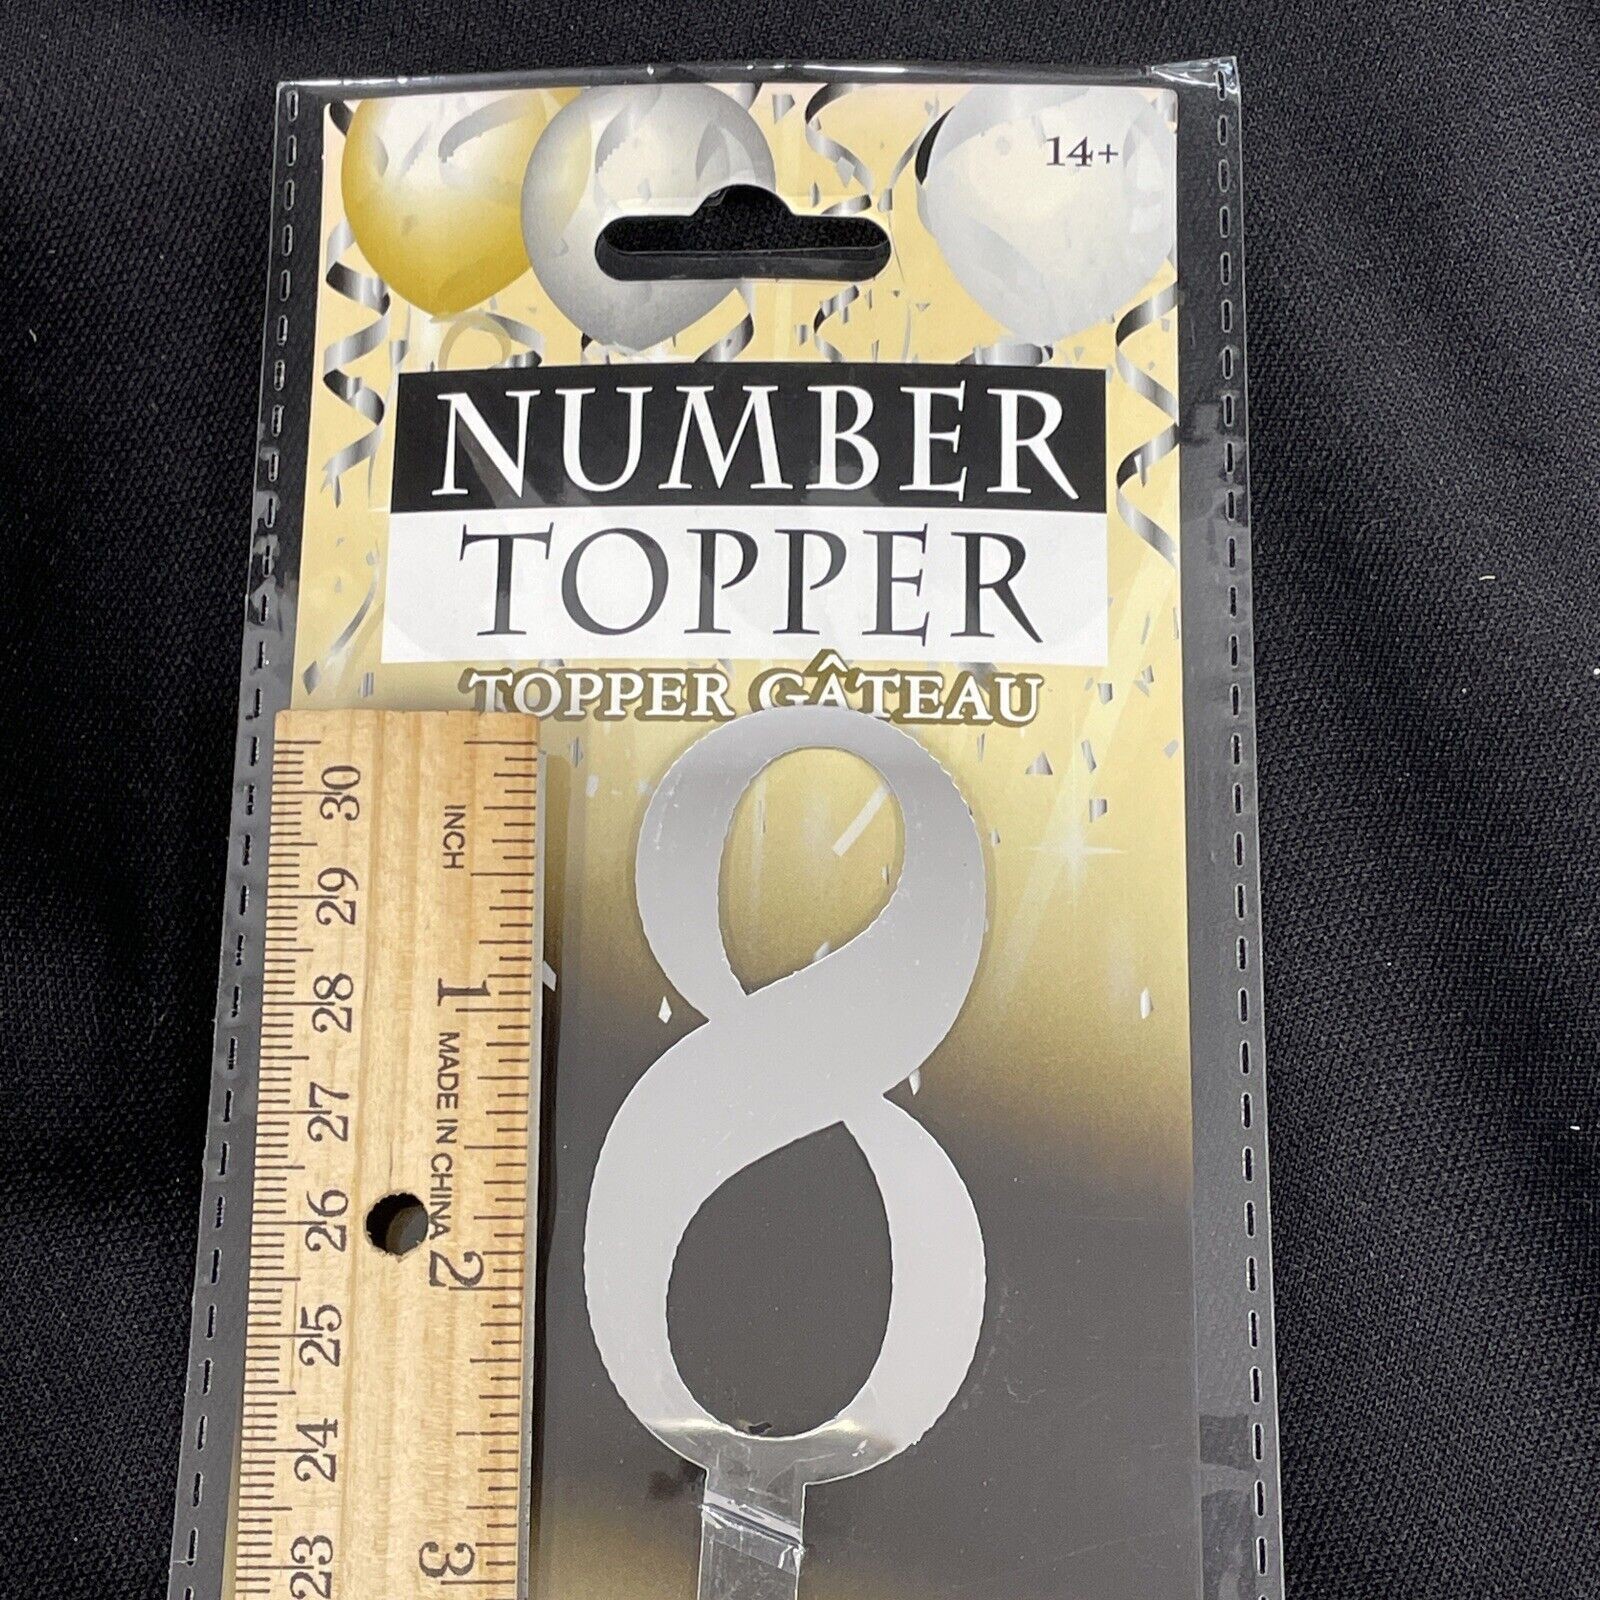 14+
NUMBER
TOPPER
TOPPER GÂTEAU
8
INCH
1
MADE IN CHINA
2
3
30
29
28
27
26
25
24
23